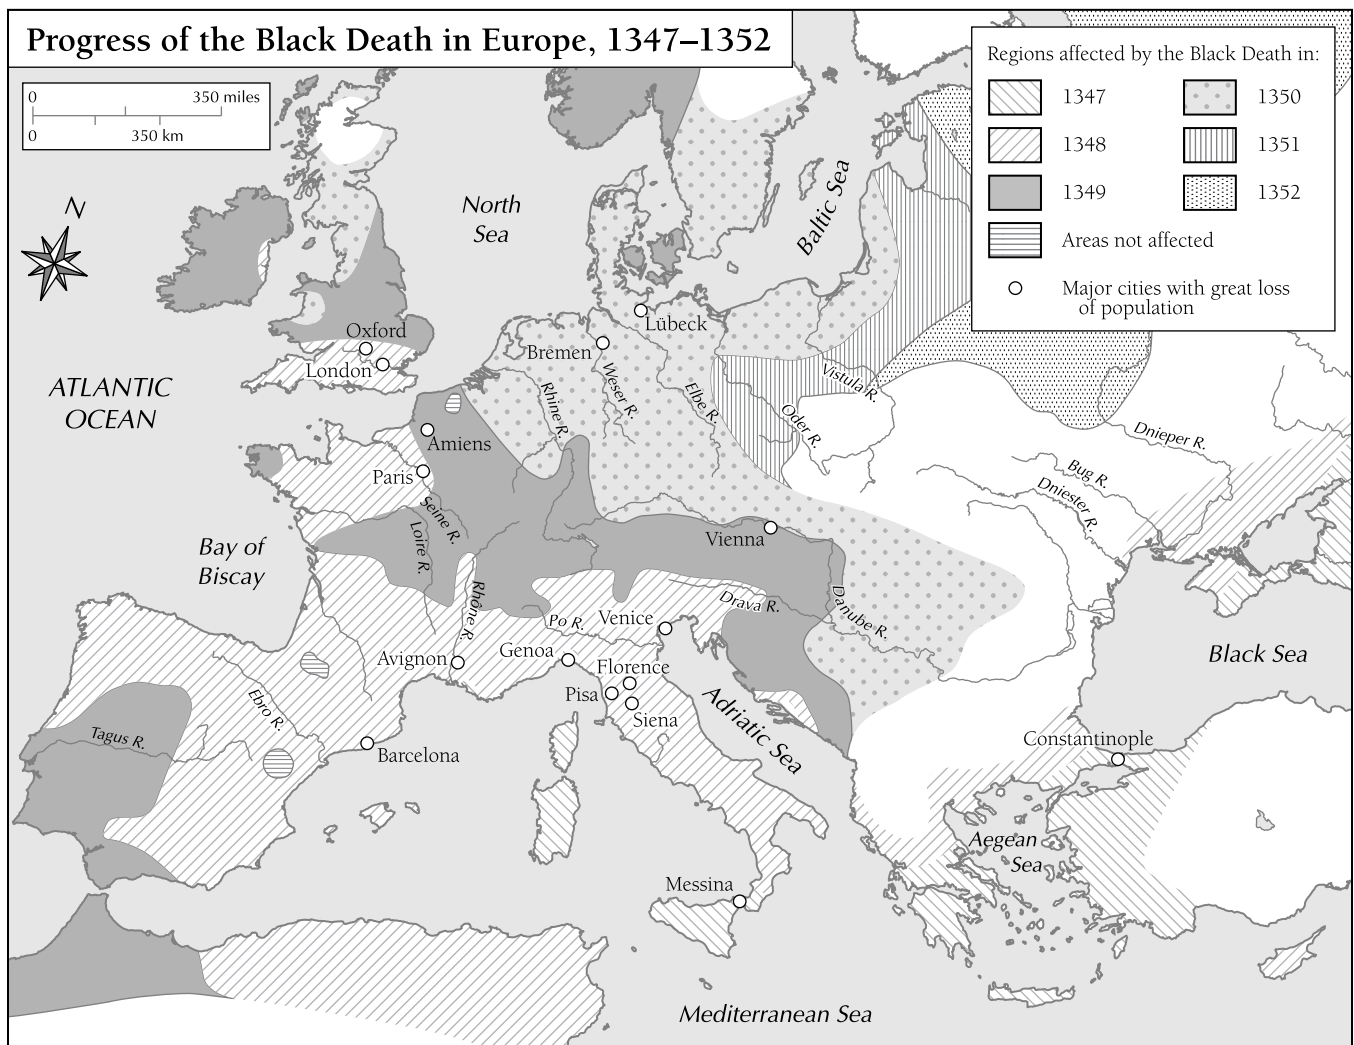 Progress of the Black Death in Europe, 1347–1352
0 350 miles
0 350 km
N
Regions affected by the Black Death in:
1347
1350
1348
1351
1349
1352
Areas not affected
Major cities with great loss
of population
North
Sea
Baltic Sea
ATLANTIC
OCEAN
Oxford
London
Lübeck
Bremen
Rhine R.
Weser R.
Elbe R.
Oder R.
Vistula R.
Dnieper R.
Bug R.
Dniester R.
Amiens
Paris
Seine R.
Loire R.
Bay of
Biscay
Vienna
Rhône R.
Drava R.
Danube R.
Po R.
Venice
Genoa
Avignon
Florence
Pisa
Siena
Adriatic Sea
Black Sea
Ebro R.
Tagus R.
Barcelona
Constantinople
Aegean
Sea
Messina
Mediterranean Sea